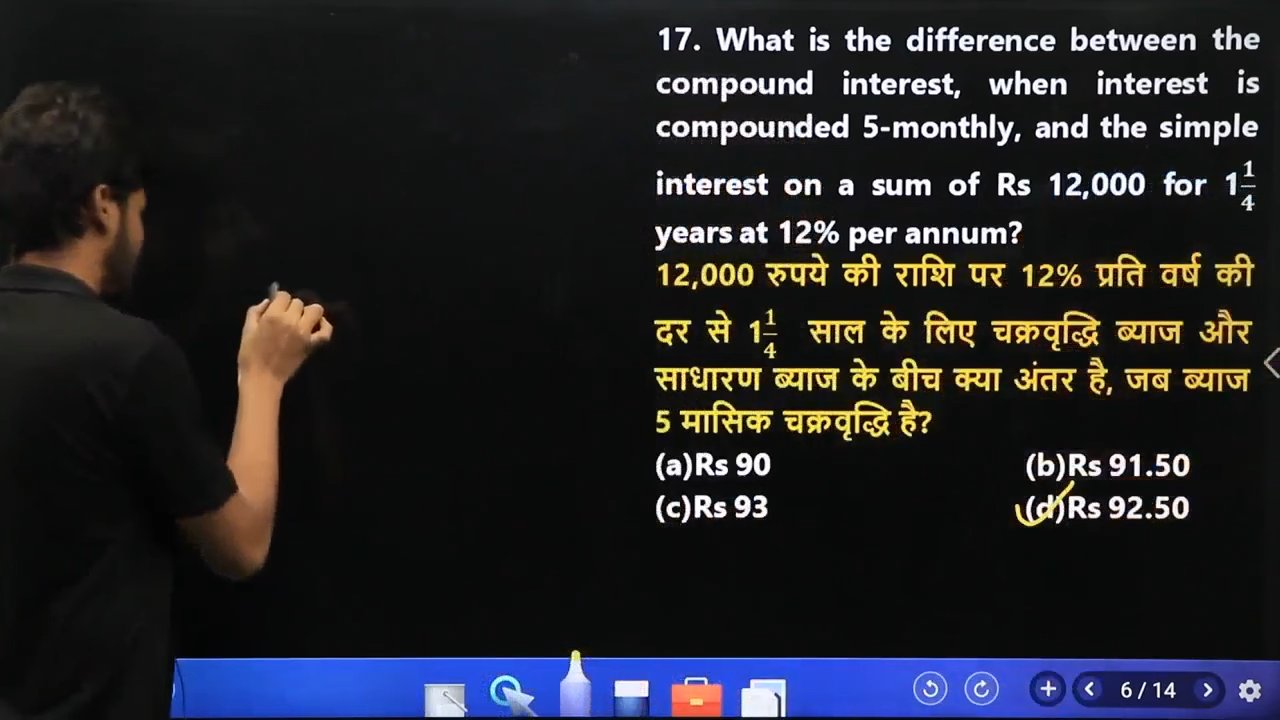 17. What is the difference between the
compound interest, when interest is
compounded 5-monthly, and the simple
interest on a sum of Rs 12,000 for 1 1/4
years at 12% per annum?
12,000 रुपये की राशि पर 12% प्रति वर्ष की
दर से 1 1/4 साल के लिए चक्रवृद्धि ब्याज और
साधारण ब्याज के बीच क्या अंतर है, जब ब्याज
5 मासिक चक्रवृद्धि है?
(a)Rs 90 (b)Rs 91.50
(c)Rs 93 (d)Rs 92.50
6 / 14